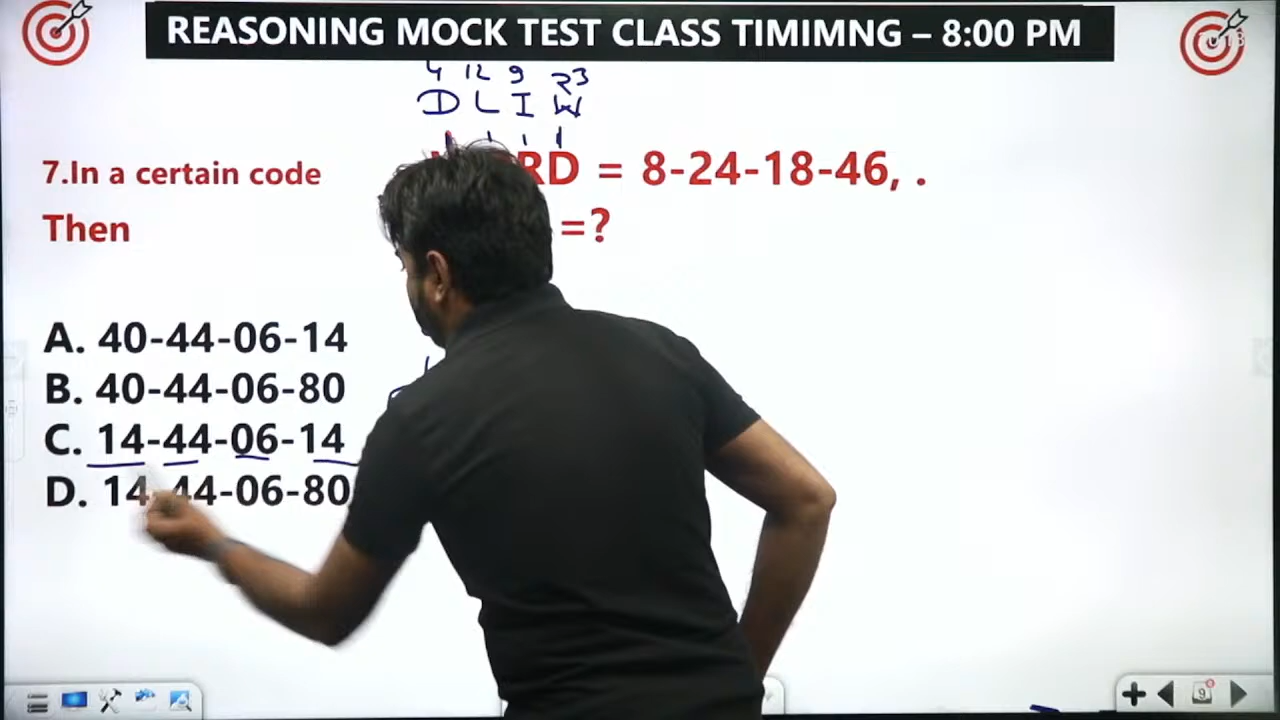 REASONING MOCK TEST CLASS TIMIMNG – 8:00 PM
4 12 9 23
D L I W
7.In a certain code RD = 8-24-18-46, .
Then =?
A. 40-44-06-14
B. 40-44-06-80
C. 14-44-06-14
D. 14-44-06-80
9